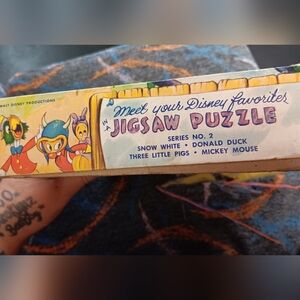 WALT DISNEY PRODUCTIONS
Meet your Disney favorites
IN A
JIGSAW PUZZLE
SERIES NO. 2
SNOW WHITE • DONALD DUCK
THREE LITTLE PIGS • MICKEY MOUSE